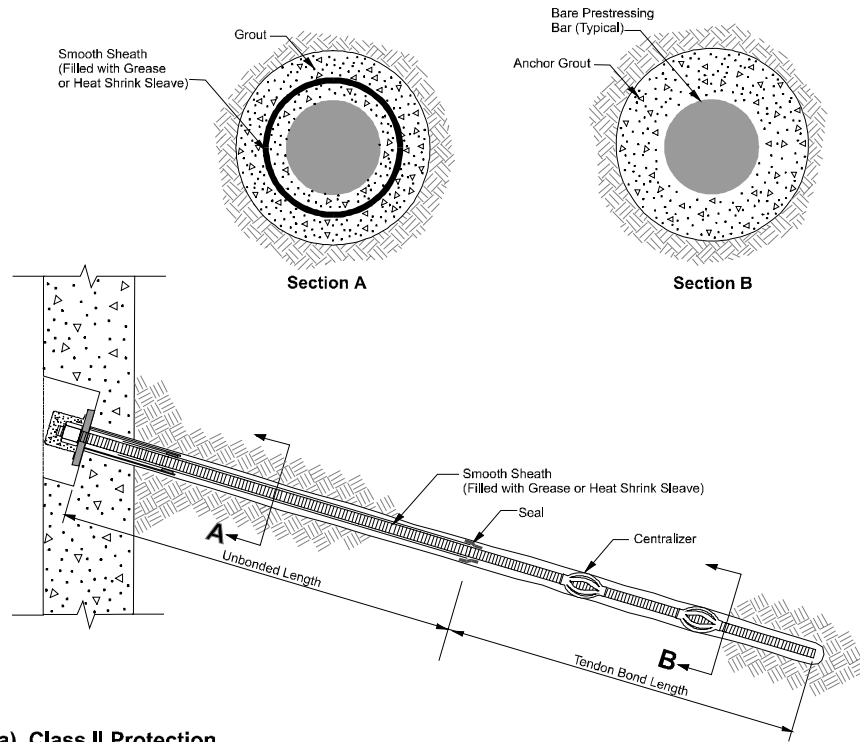 Bare Prestressing
Bar (Typical)
Grout
Smooth Sheath
(Filled with Grease
or Heat Shrink Sleave)
Anchor Grout
Section A
Section B
Smooth Sheath
(Filled with Grease or Heat Shrink Sleave)
Seal
A
Centralizer
Unbonded Length
B
Tendon Bond Length
a) Class II Protection